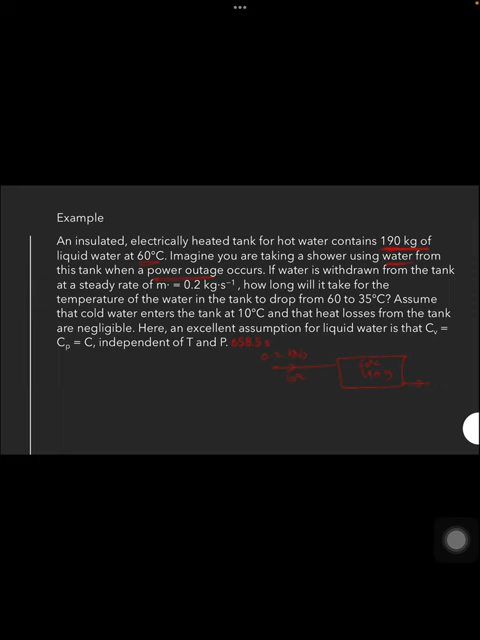 Example
An insulated, electrically heated tank for hot water contains 190 kg of
liquid water at 60°C. Imagine you are taking a shower using water from
this tank when a power outage occurs. If water is withdrawn from the tank
at a steady rate of m· = 0.2 kg·s⁻¹ , how long will it take for the
temperature of the water in the tank to drop from 60 to 35°C? Assume
that cold water enters the tank at 10°C and that heat losses from the tank
are negligible. Here, an excellent assumption for liquid water is that Cᵥ =
Cₚ = C, independent of T and P. 658.5 s
10°C